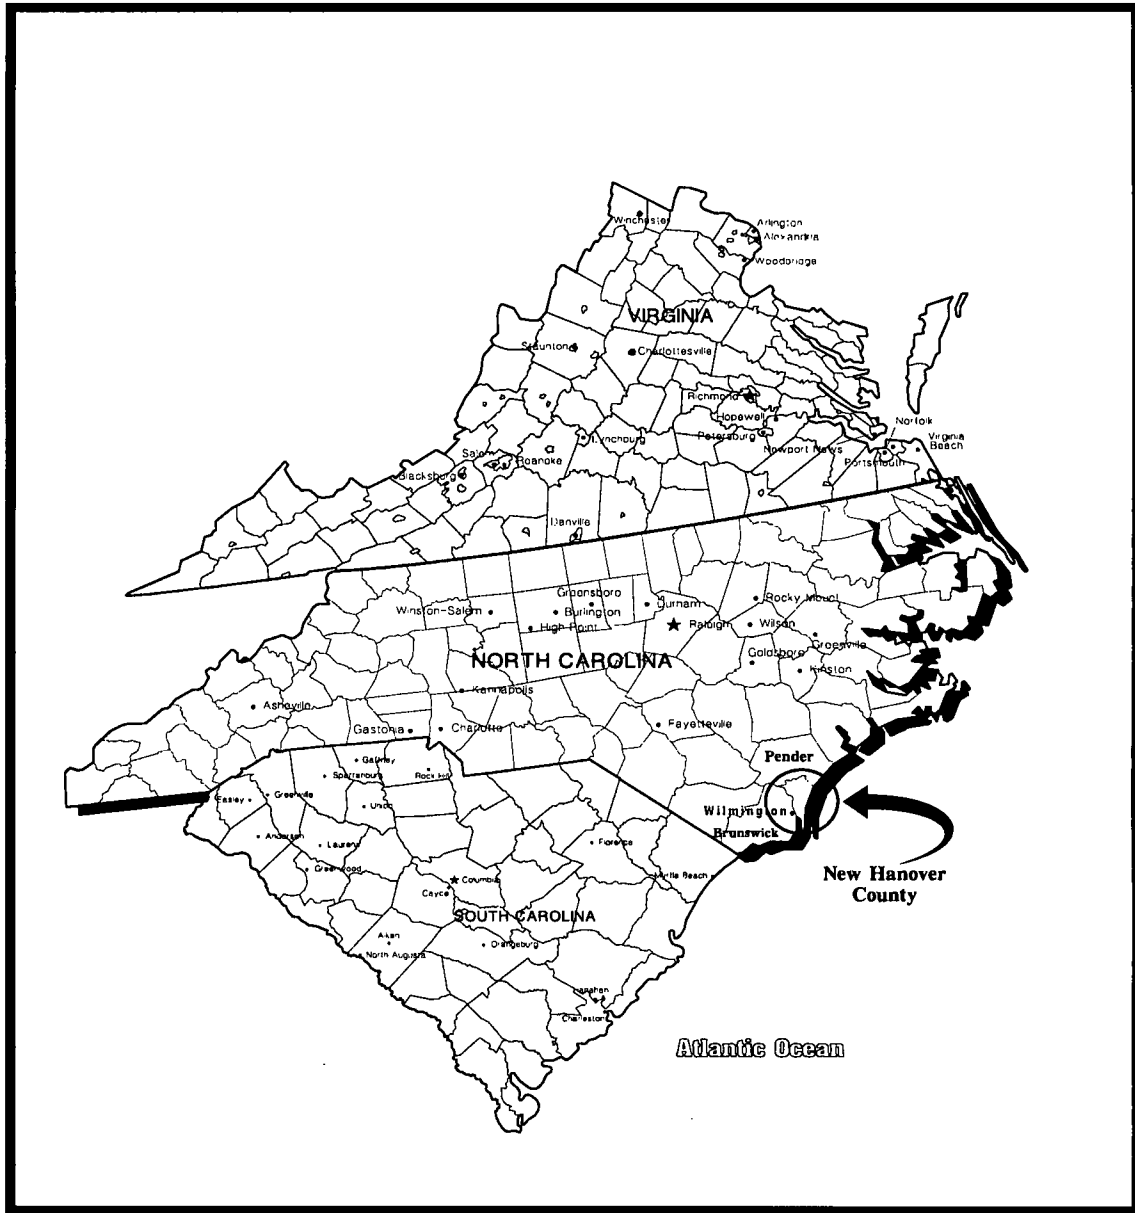 Winchester
Arlington
Alexandria
Woodbridge
VIRGINIA
Staunton
Charlottesville
Richmond
Hopewell
Petersburg
Newport News
Norfolk
Virginia
Beach
Portsmouth
Lynchburg
Salem
Roanoke
Blacksburg
Danville
Greensboro
Winston-Salem
Burlington
High Point
Durham
Raleigh
Rocky Mount
Wilson
Greenville
Goldsboro
Kinston
NORTH CAROLINA
Kannapolis
Asheville
Gastonia
Charlotte
Fayetteville
Pender
Wilmington
Brunswick
New Hanover
County
Gaffney
Spartanburg
Rock Hill
Easley
Greenville
Union
Anderson
Laurens
Greenwood
Florence
Myrtle Beach
Columbia
Cayce
SOUTH CAROLINA
Aiken
North Augusta
Orangeburg
Hanahan
Charleston
Atlantic Ocean